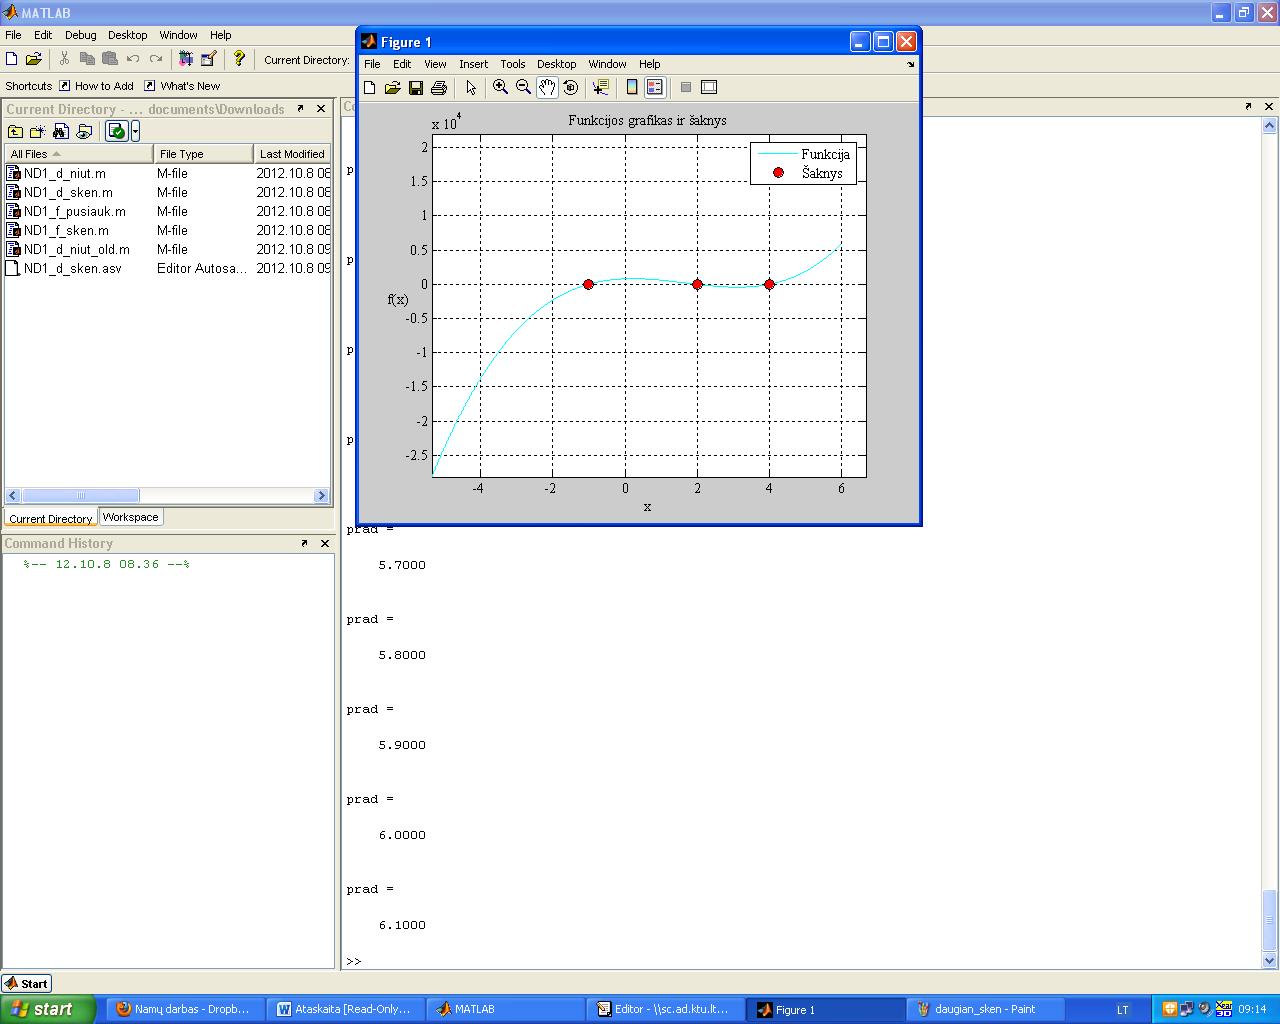 MATLAB
File Edit Debug Desktop Window Help
Current Directory:
Shortcuts How to Add What's New
Current Directory - ... documents\Downloads
All Files File Type Last Modified
ND1_d_niut.m M-file 2012.10.8 08
ND1_d_sken.m M-file 2012.10.8 08
ND1_f_pusiauk.m M-file 2012.10.8 08
ND1_f_sken.m M-file 2012.10.8 08
ND1_d_niut_old.m M-file 2012.10.8 09
ND1_d_sken.asv Editor Autosa... 2012.10.8 09
Current Directory Workspace
Command History
%-- 12.10.8 08.36 --%
Figure 1
File Edit View Insert Tools Desktop Window Help
x 10^4
Funkcijos grafikas ir šaknys
Funkcija
Šaknys
2
1.5
1
0.5
0
-0.5
-1
-1.5
-2
-2.5
f(x)
-4 -2 0 2 4 6
x
prad =
5.7000
prad =
5.8000
prad =
5.9000
prad =
6.0000
prad =
6.1000
>>
Start
start Namų darbas - Dropb... Ataskaita [Read-Only... MATLAB Editor - \\sc.ad.ktu.lt... Figure 1 daugian_sken - Paint LT 09:14